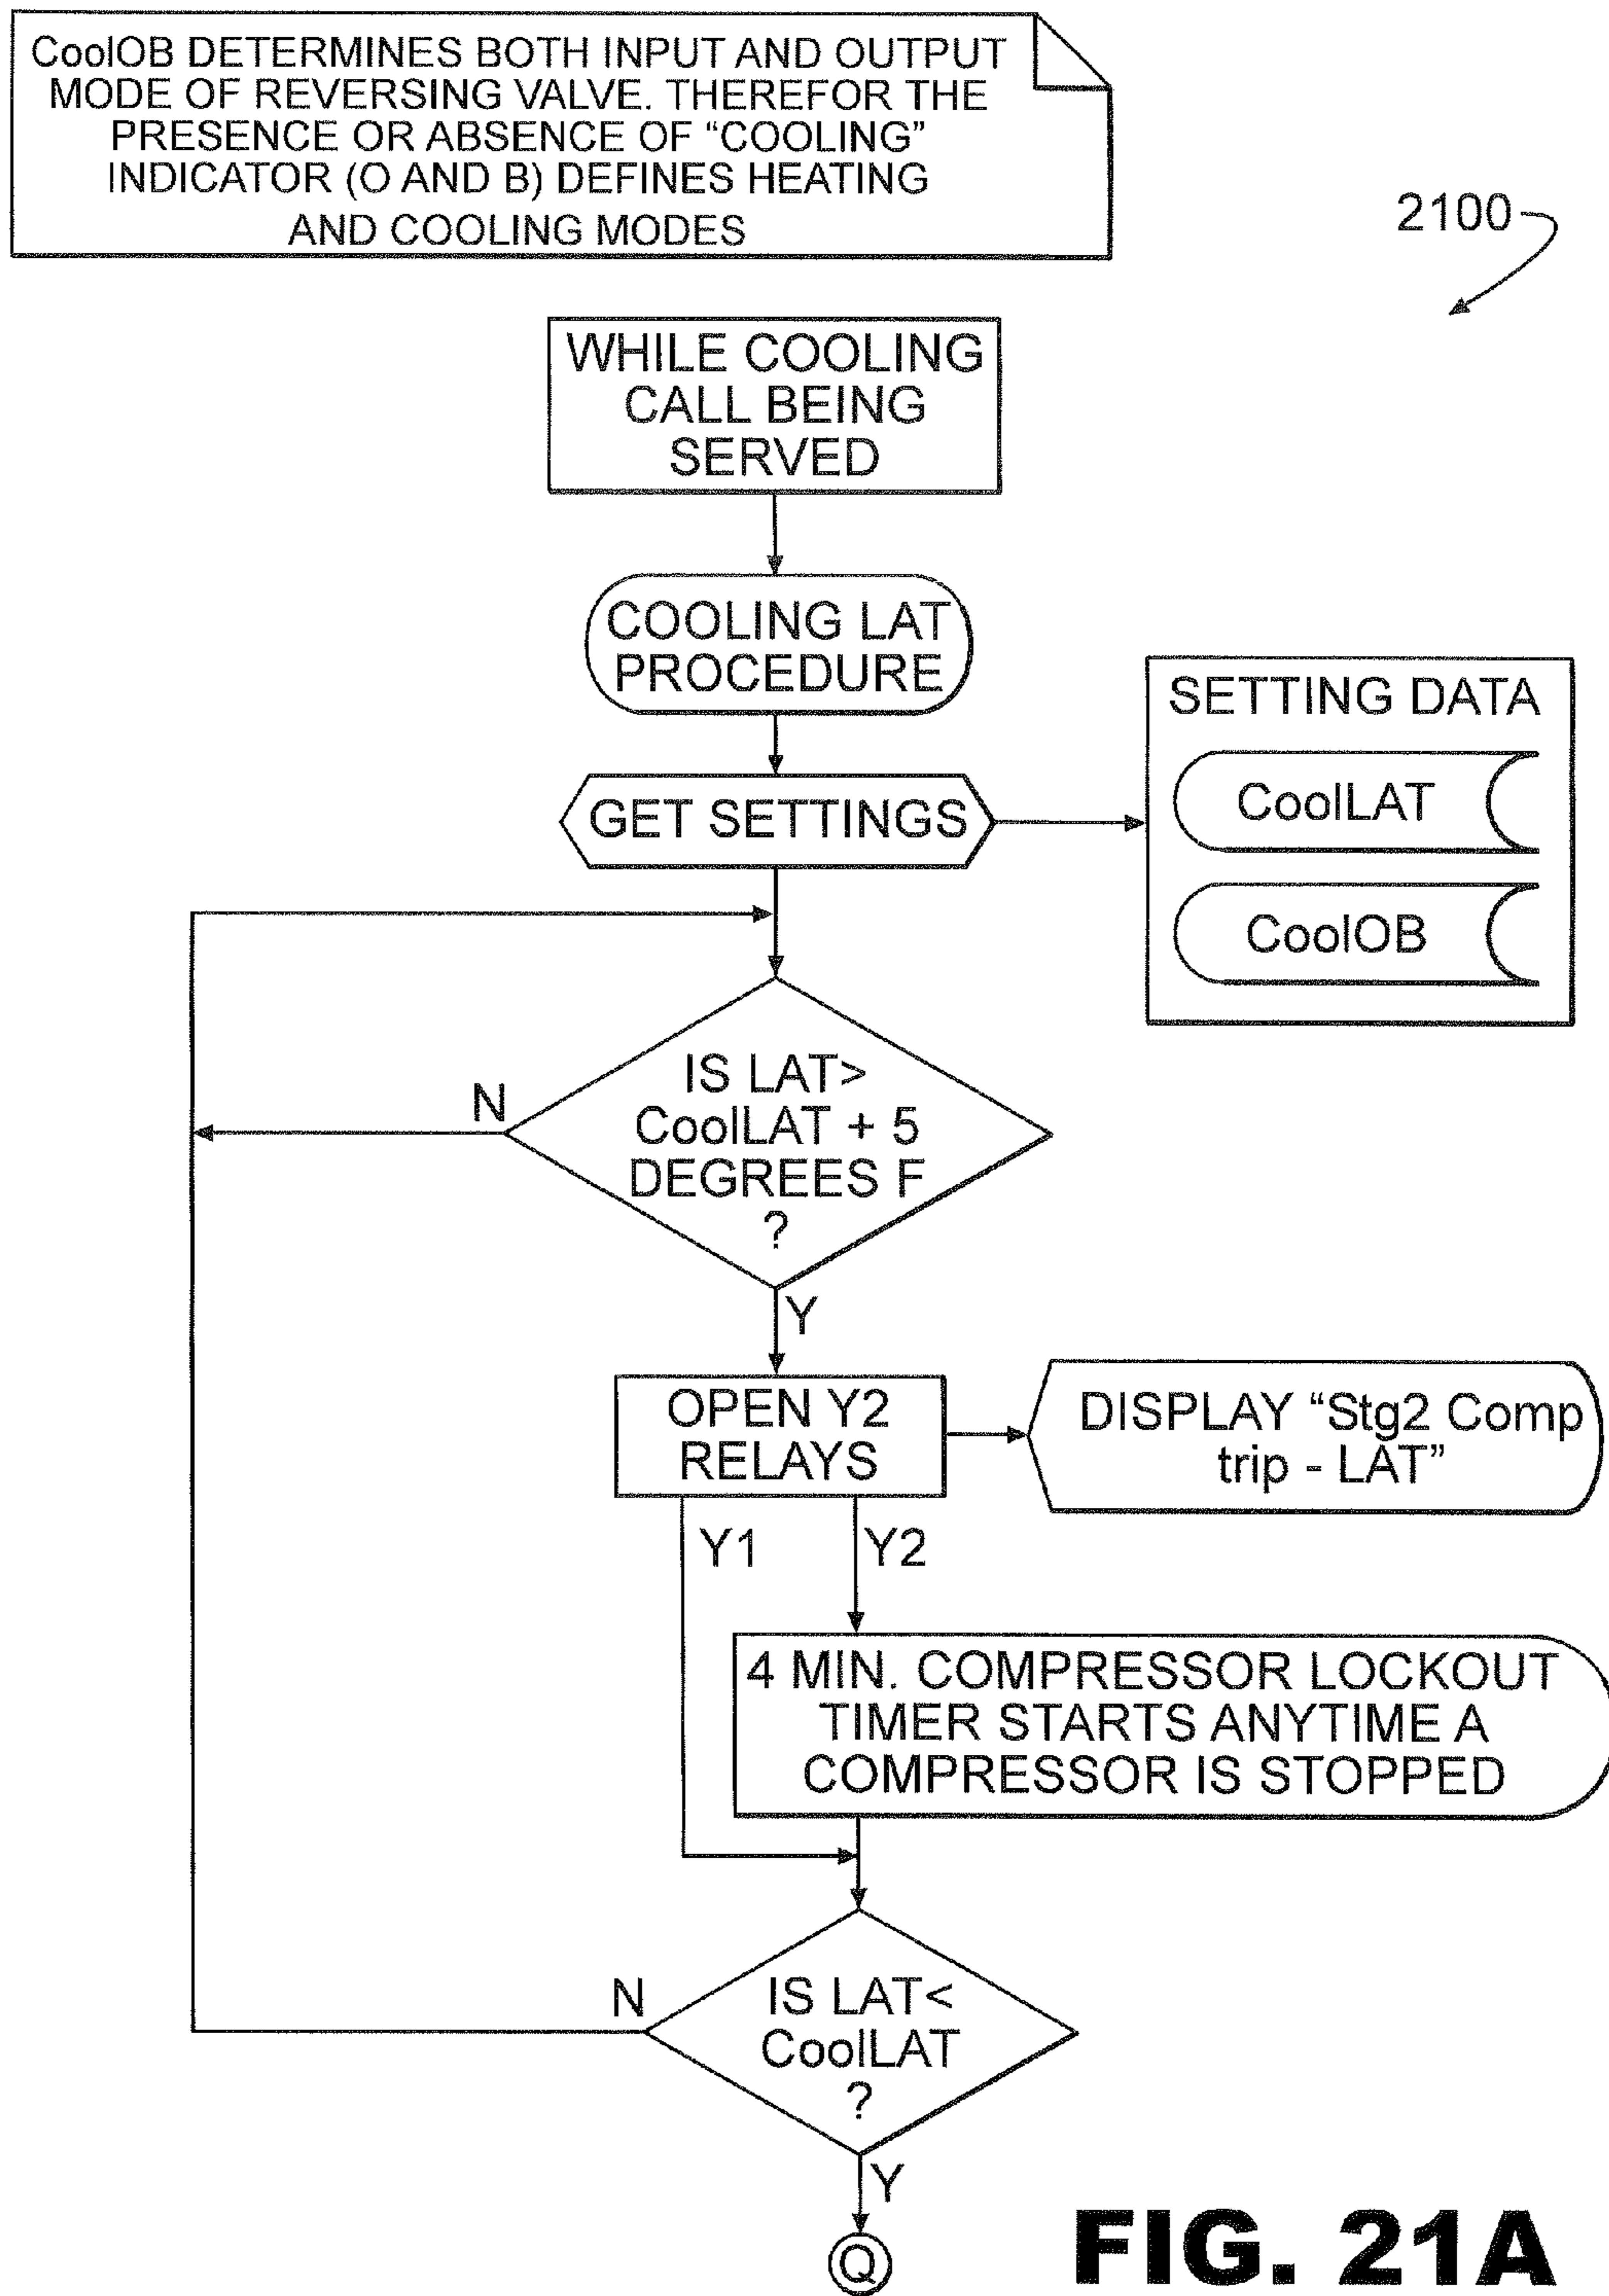 CoolOB DETERMINES BOTH INPUT AND OUTPUT
MODE OF REVERSING VALVE. THEREFOR THE
PRESENCE OR ABSENCE OF “COOLING”
INDICATOR (O AND B) DEFINES HEATING
AND COOLING MODES
2100
WHILE COOLING
CALL BEING
SERVED
COOLING LAT
PROCEDURE
SETTING DATA
GET SETTINGS
CoolLAT
CoolOB
IS LAT>
CoolLAT + 5
DEGREES F
?
N
Y
OPEN Y2
RELAYS
DISPLAY “Stg2 Comp
trip - LAT”
Y1
Y2
4 MIN. COMPRESSOR LOCKOUT
TIMER STARTS ANYTIME A
COMPRESSOR IS STOPPED
IS LAT<
CoolLAT
?
N
Y
Q
FIG. 21A